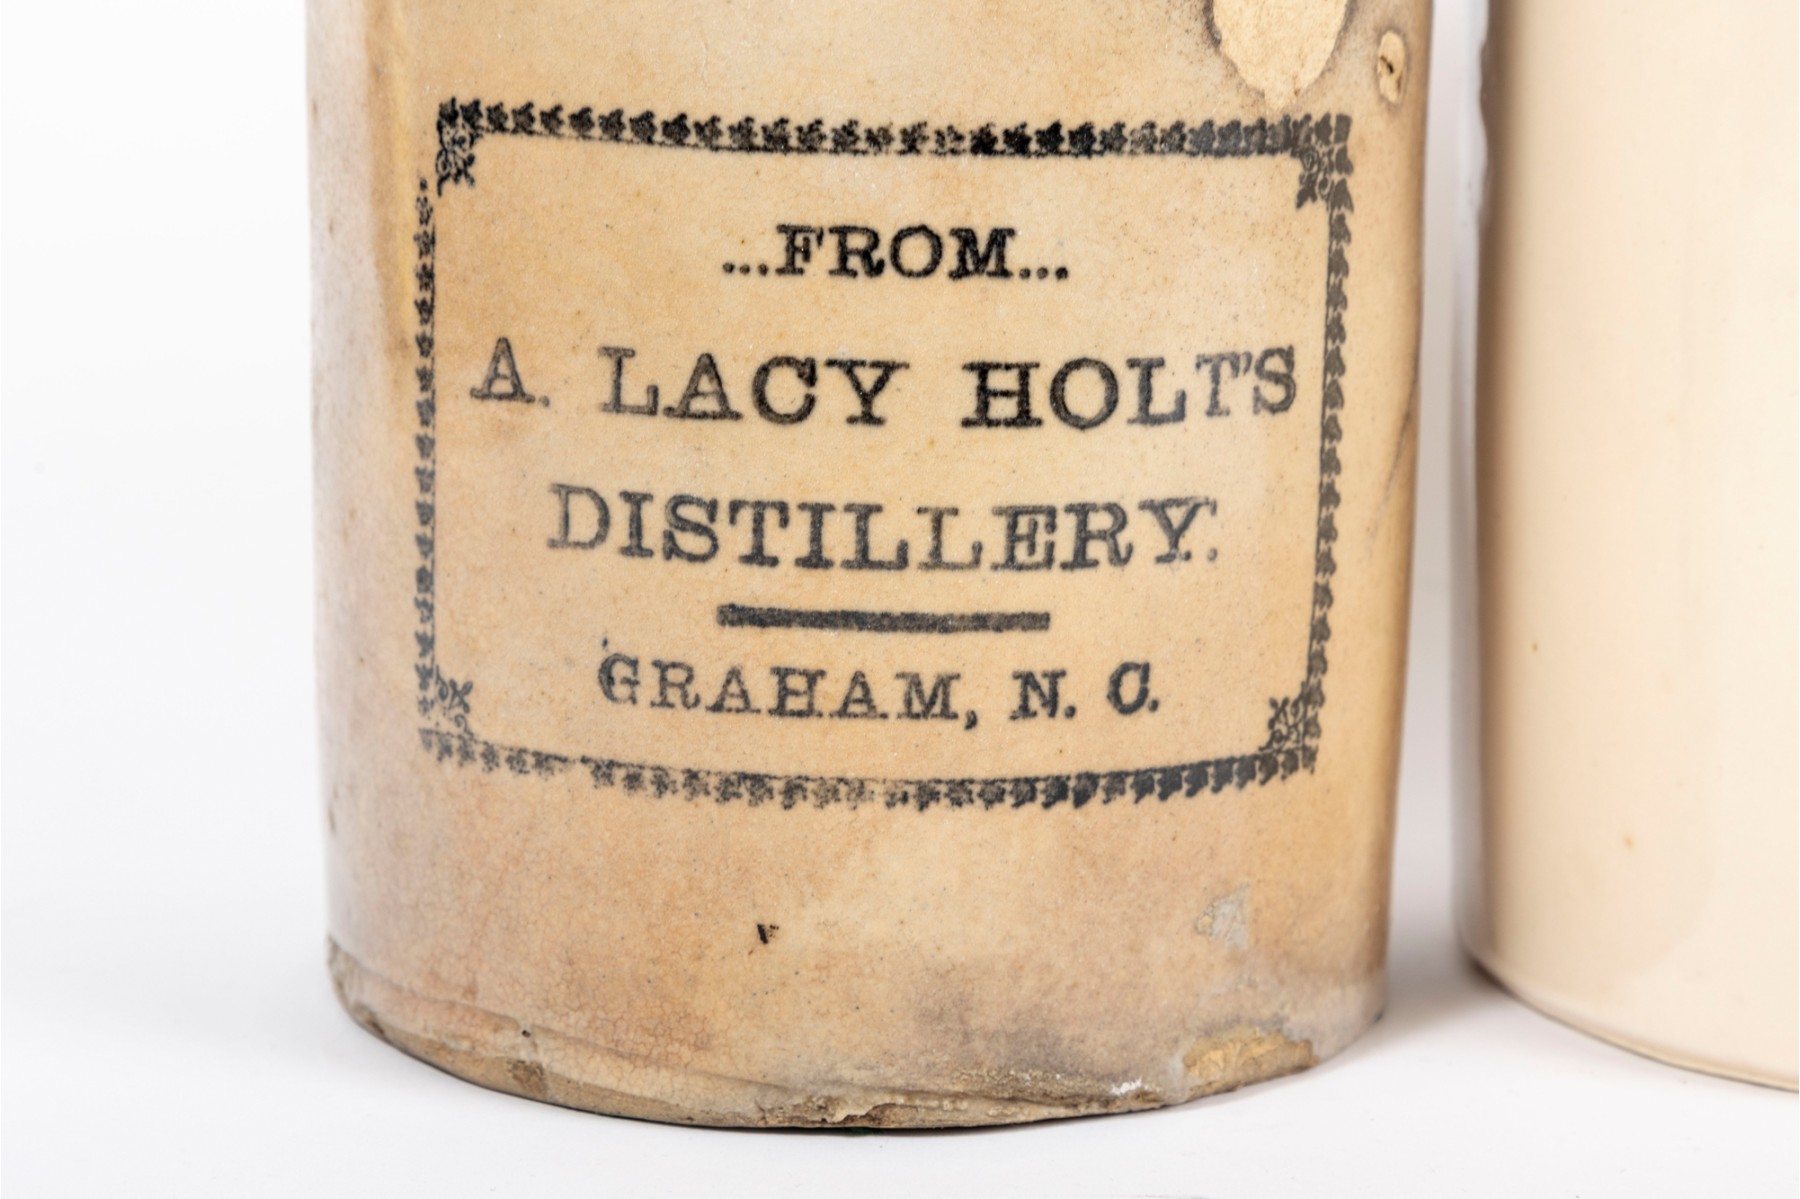 ...FROM...
A. LACY HOLT'S
DISTILLERY.
GRAHAM, N. C.